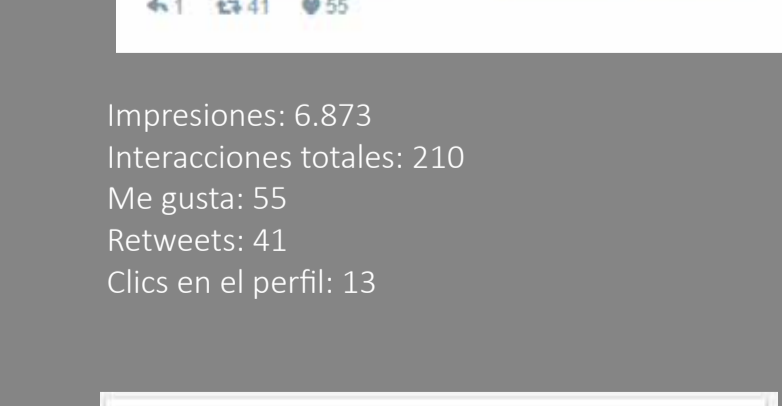 1 41 55
Impresiones: 6.873
Interacciones totales: 210
Me gusta: 55
Retweets: 41
Clics en el perfil: 13